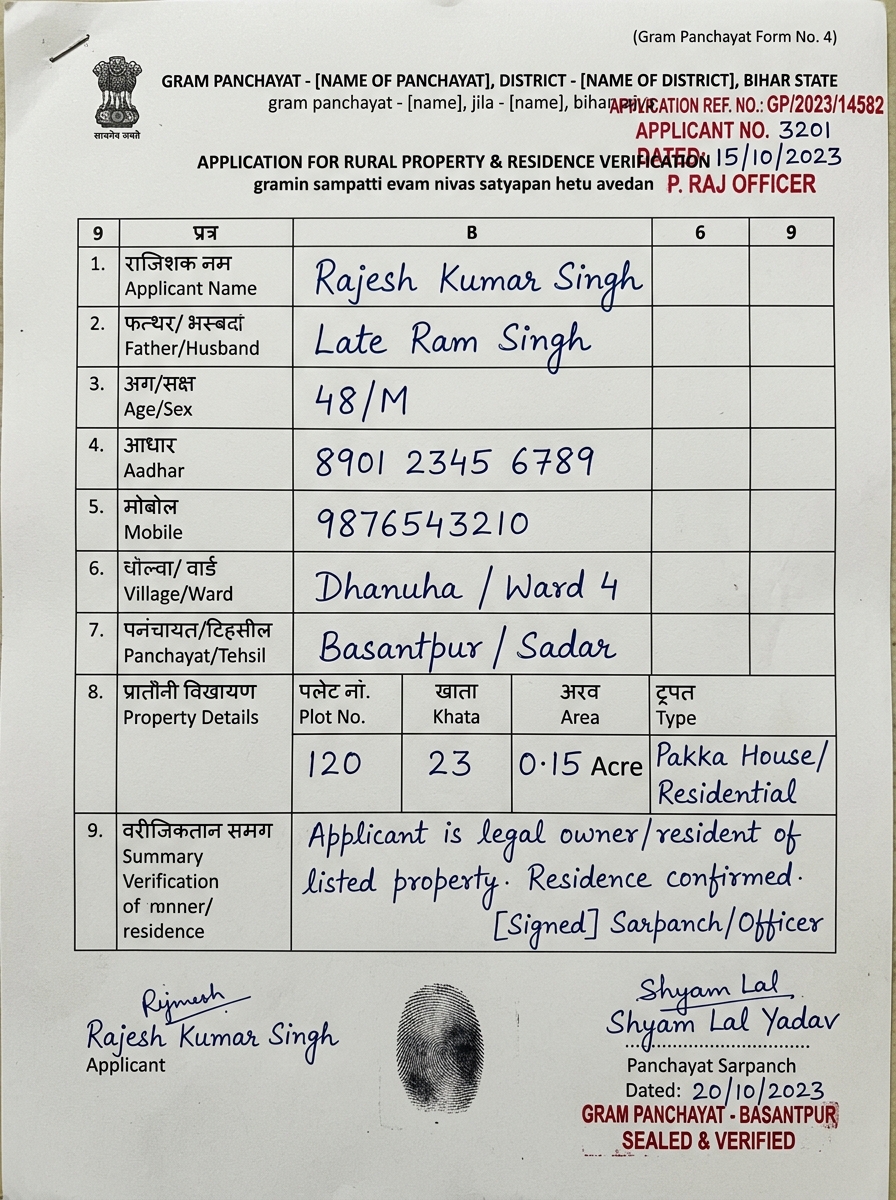 (Gram Panchayat Form No. 4)
सत्यमेव जयते
GRAM PANCHAYAT - [NAME OF PANCHAYAT], DISTRICT - [NAME OF DISTRICT], BIHAR STATE
gram panchayat - [name], jila - [name], bihar
APPLICATION REF. NO.: GP/2023/14582
APPLICANT NO. 3201
DATED: 15/10/2023
APPLICATION FOR RURAL PROPERTY & RESIDENCE VERIFICATION
gramin sampatti evam nivas satyapan hetu avedan
P. RAJ OFFICER
9 प्रत्र B 6 9
1. राजिशक नम
Applicant Name
Rajesh Kumar Singh
2. फत्थर/ भस्बदां
Father/Husband
Late Ram Singh
3. अग/सक्ष
Age/Sex
48/M
4. आधार
Aadhar
8901 2345 6789
5. मोबोल
Mobile
9876543210
6. धॊल्वा/ वार्ड
Village/Ward
Dhanuha / Ward 4
7. पनंचायत/टिहसील
Panchayat/Tehsil
Basantpur / Sadar
8. प्रातौनी विखायण
Property Details
पलेट नां. खाता अरव ट्रपत
Plot No. Khata Area Type
120 23 0.15 Acre Pakka House/
Residential
9. वरीजिकतान समग
Summary
Verification
of mnner/
residence
Applicant is legal owner/resident of
listed property. Residence confirmed.
[Signed] Sarpanch/Officer
Rajesh Kumar Singh
Applicant
Shyam Lal
Shyam Lal Yadav
Panchayat Sarpanch
Dated: 20/10/2023
GRAM PANCHAYAT - BASANTPUR
SEALED & VERIFIED